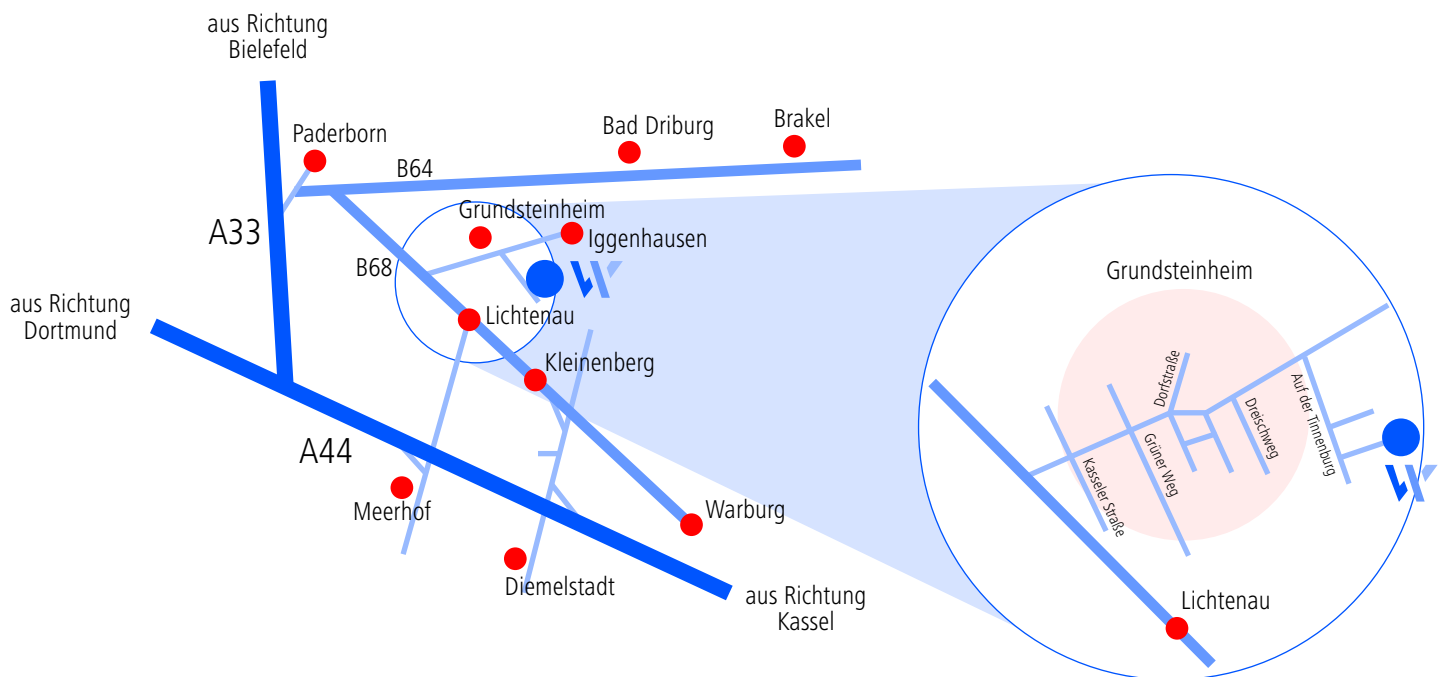 aus Richtung
Bielefeld
Paderborn
B64
Bad Driburg
Brakel
A33
Grundsteinheim
Iggenhausen
B68
aus Richtung
Dortmund
Lichtenau
Kleinenberg
A44
Meerhof
Warburg
Diemelstadt
aus Richtung
Kassel
Grundsteinheim
Dorfstraße
Auf der Tinnenburg
Dreischweg
Grüner Weg
Kasseler Straße
Lichtenau